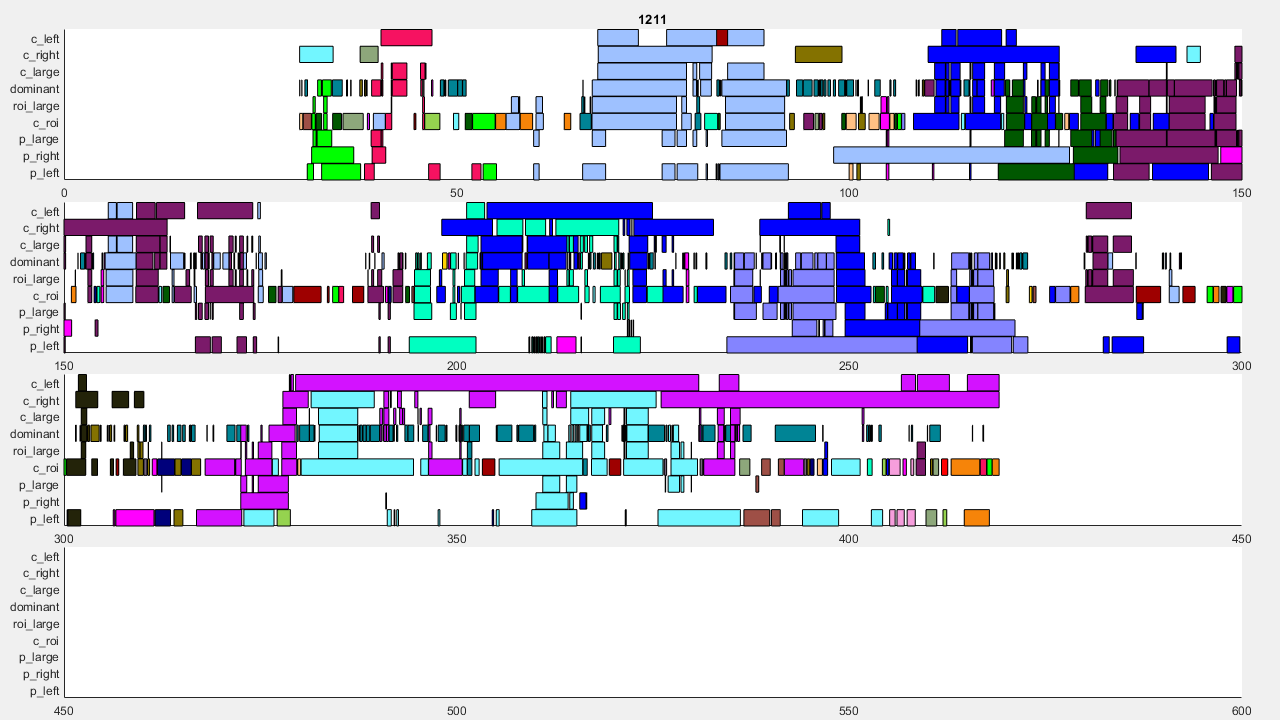 1211
c_left
c_right
c_large
dominant
roi_large
c_roi
p_large
p_right
p_left
0 50 100 150
c_left
c_right
c_large
dominant
roi_large
c_roi
p_large
p_right
p_left
150 200 250 300
c_left
c_right
c_large
dominant
roi_large
c_roi
p_large
p_right
p_left
300 350 400 450
c_left
c_right
c_large
dominant
roi_large
c_roi
p_large
p_right
p_left
450 500 550 600